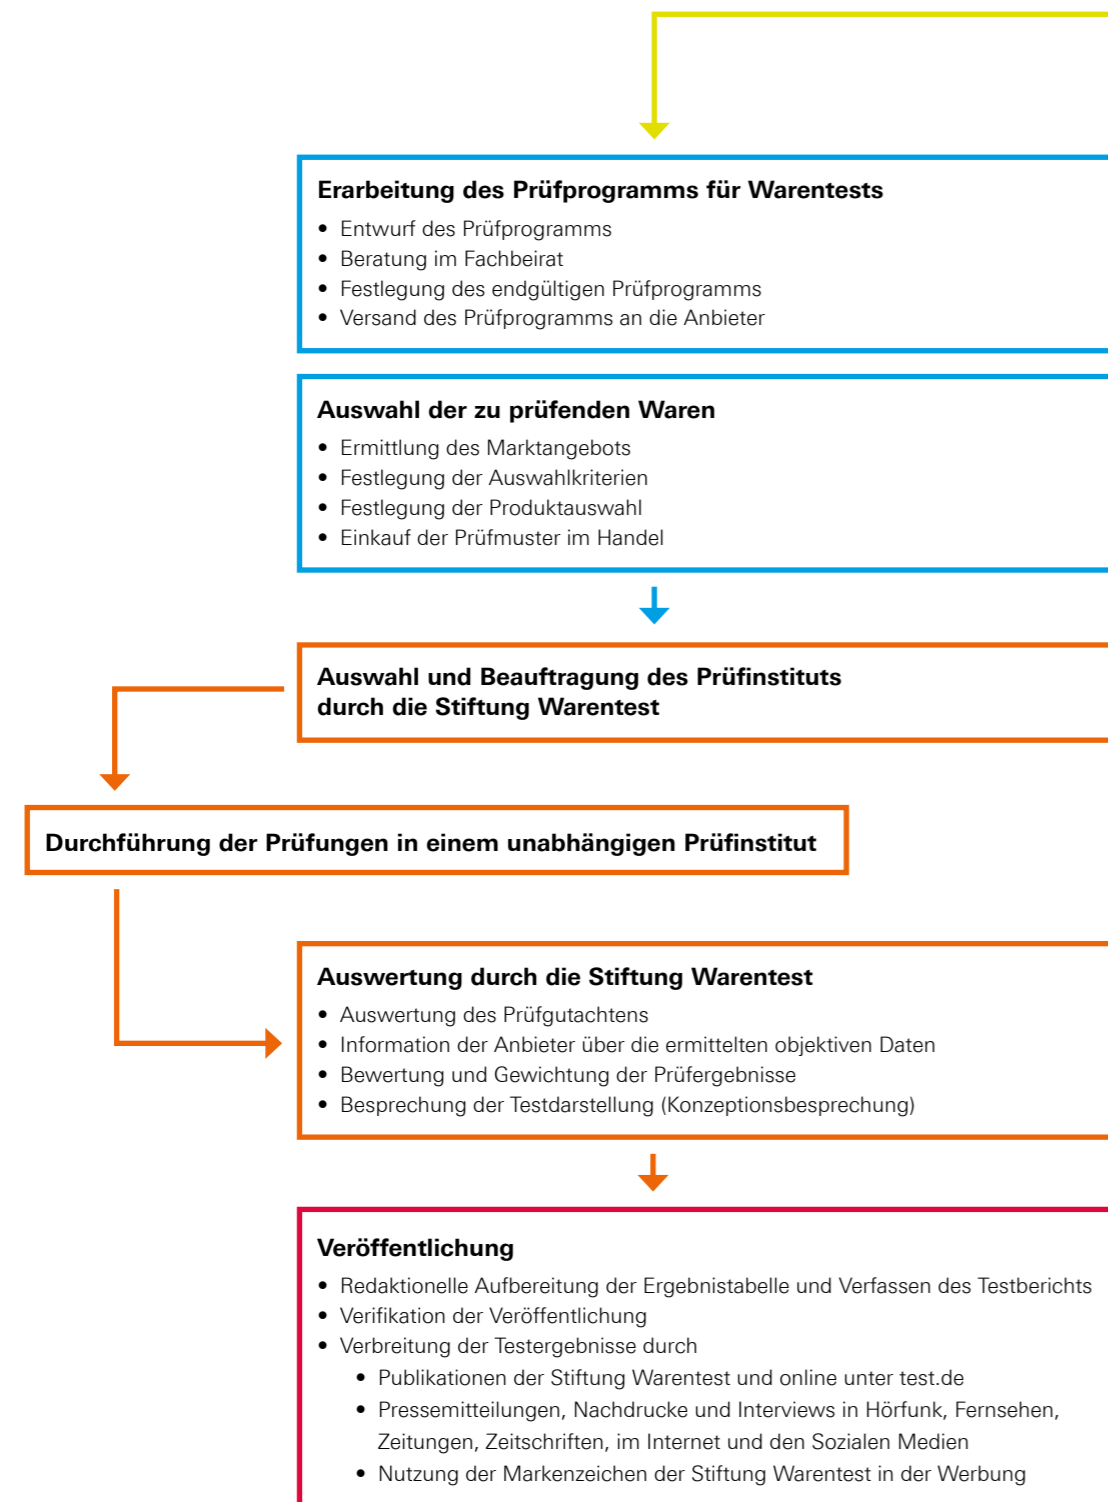 Erarbeitung des Prüfprogramms für Warentests
• Entwurf des Prüfprogramms
• Beratung im Fachbeirat
• Festlegung des endgültigen Prüfprogramms
• Versand des Prüfprogramms an die Anbieter
Auswahl der zu prüfenden Waren
• Ermittlung des Marktangebots
• Festlegung der Auswahlkriterien
• Festlegung der Produktauswahl
• Einkauf der Prüfmuster im Handel
Auswahl und Beauftragung des Prüfinstituts
durch die Stiftung Warentest
Durchführung der Prüfungen in einem unabhängigen Prüfinstitut
Auswertung durch die Stiftung Warentest
• Auswertung des Prüfgutachtens
• Information der Anbieter über die ermittelten objektiven Daten
• Bewertung und Gewichtung der Prüfergebnisse
• Besprechung der Testdarstellung (Konzeptionsbesprechung)
Veröffentlichung
• Redaktionelle Aufbereitung der Ergebnistabelle und Verfassen des Testberichts
• Verifikation der Veröffentlichung
• Verbreitung der Testergebnisse durch
• Publikationen der Stiftung Warentest und online unter test.de
• Pressemitteilungen, Nachdrucke und Interviews in Hörfunk, Fernsehen,
Zeitungen, Zeitschriften, im Internet und den Sozialen Medien
• Nutzung der Markenzeichen der Stiftung Warentest in der Werbung